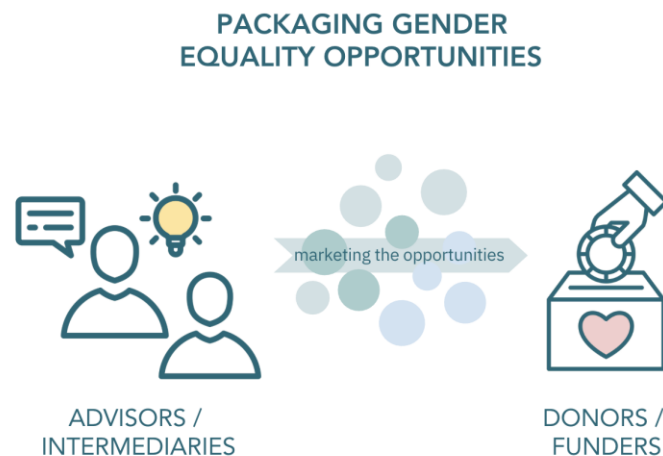 PACKAGING GENDER
EQUALITY OPPORTUNITIES
marketing the opportunities
ADVISORS /
INTERMEDIARIES
DONORS /
FUNDERS